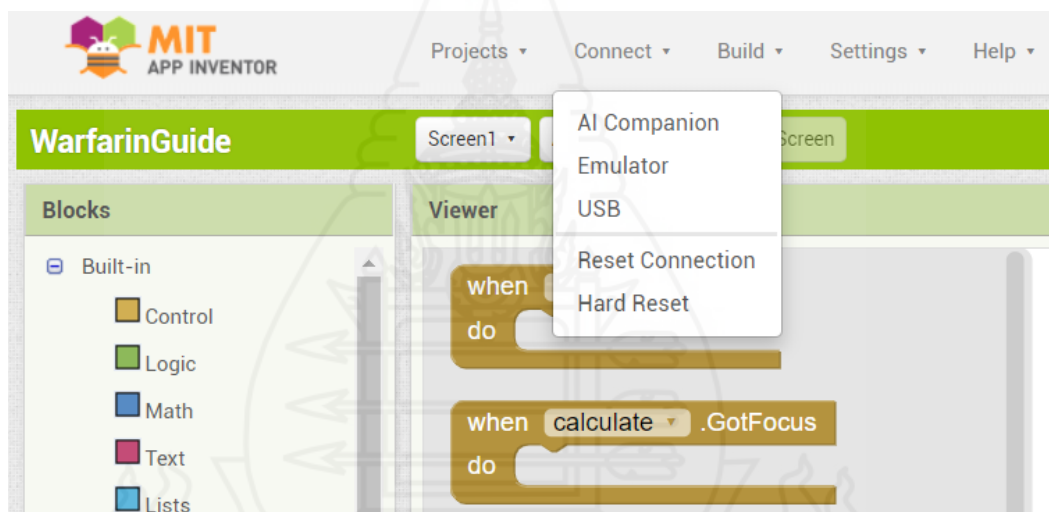 MIT
APP INVENTOR
Projects Connect Build Settings Help
WarfarinGuide
Screen1
Screen
AI Companion
Emulator
USB
Reset Connection
Hard Reset
Blocks
Viewer
Built-in
Control
Logic
Math
Text
Lists
when
do
when calculate .GotFocus
do